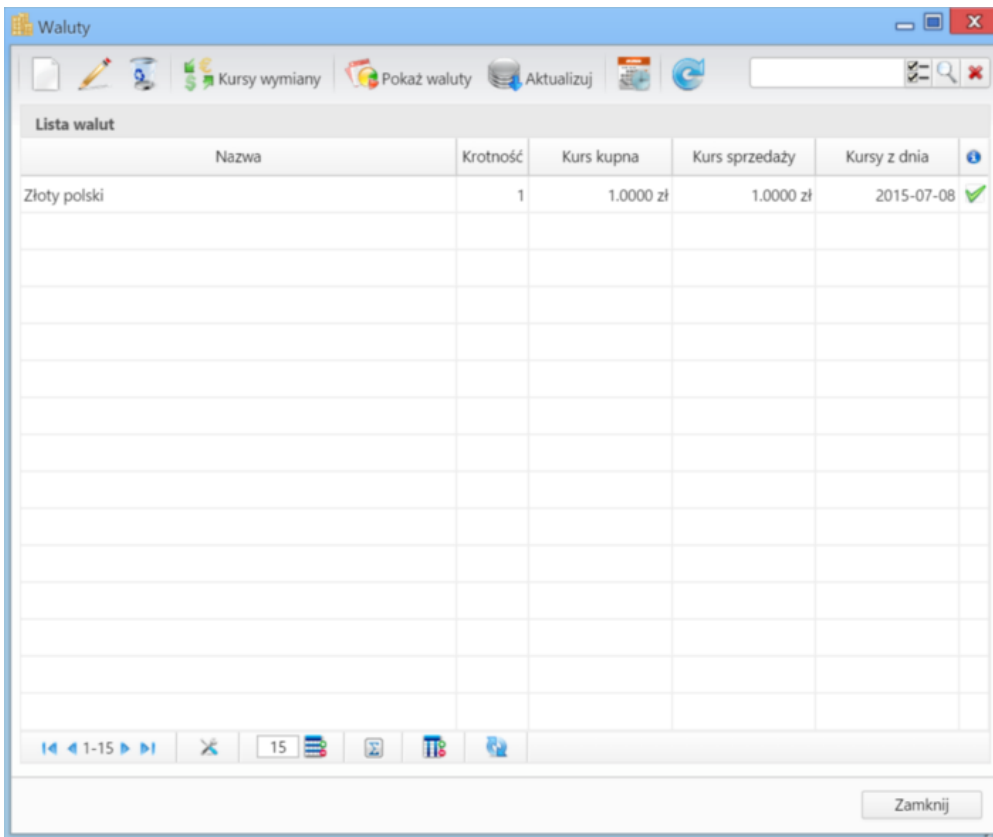 Waluty
Kursy wymiany Pokaż waluty Aktualizuj
Lista walut
Nazwa Krotność Kurs kupna Kurs sprzedaży Kursy z dnia
Złoty polski 1 1.0000 zł 1.0000 zł 2015-07-08
1-15 15
Zamknij